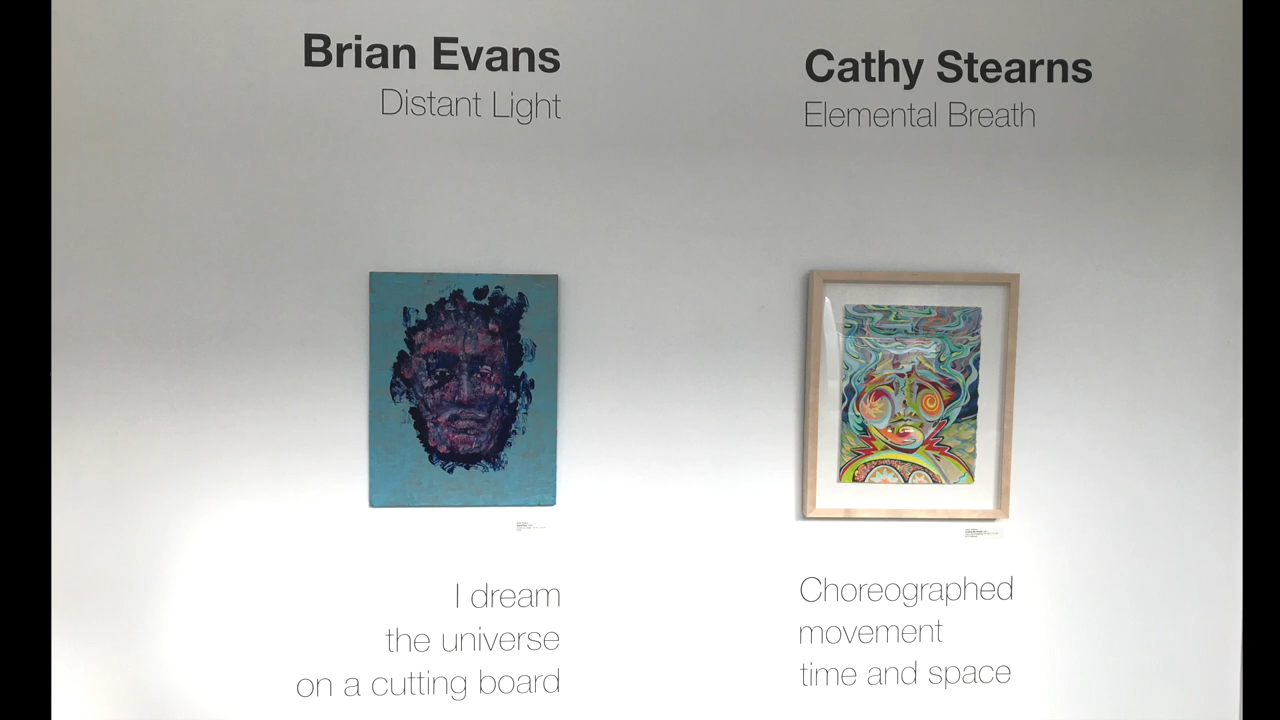 Brian Evans
Distant Light
I dream
the universe
on a cutting board
Cathy Stearns
Elemental Breath
Choreographed
movement
time and space